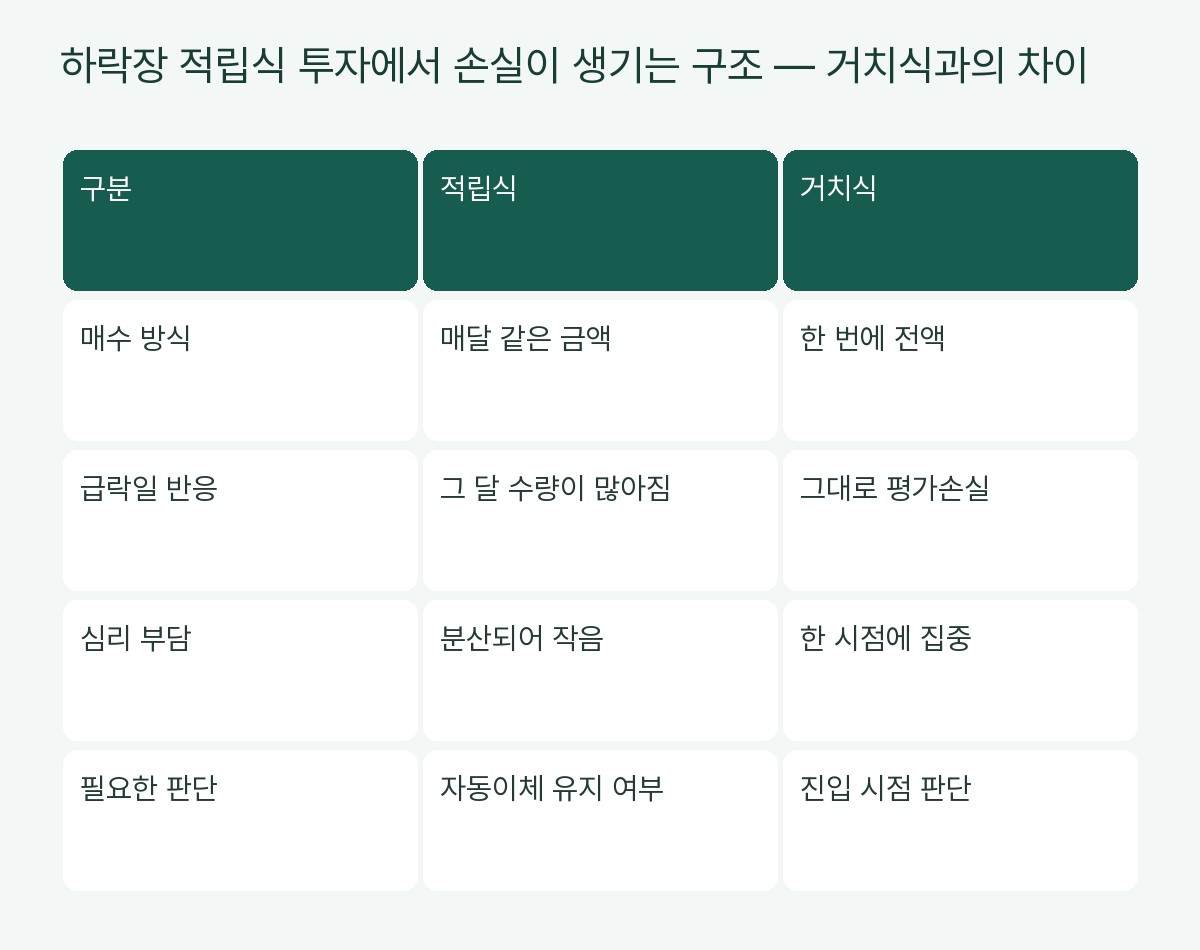 하락장 적립식 투자에서 손실이 생기는 구조 — 거치식과의 차이
구분 적립식 거치식
매수 방식 매달 같은 금액 한 번에 전액
급락일 반응 그 달 수량이 많아짐 그대로 평가손실
심리 부담 분산되어 작음 한 시점에 집중
필요한 판단 자동이체 유지 여부 진입 시점 판단